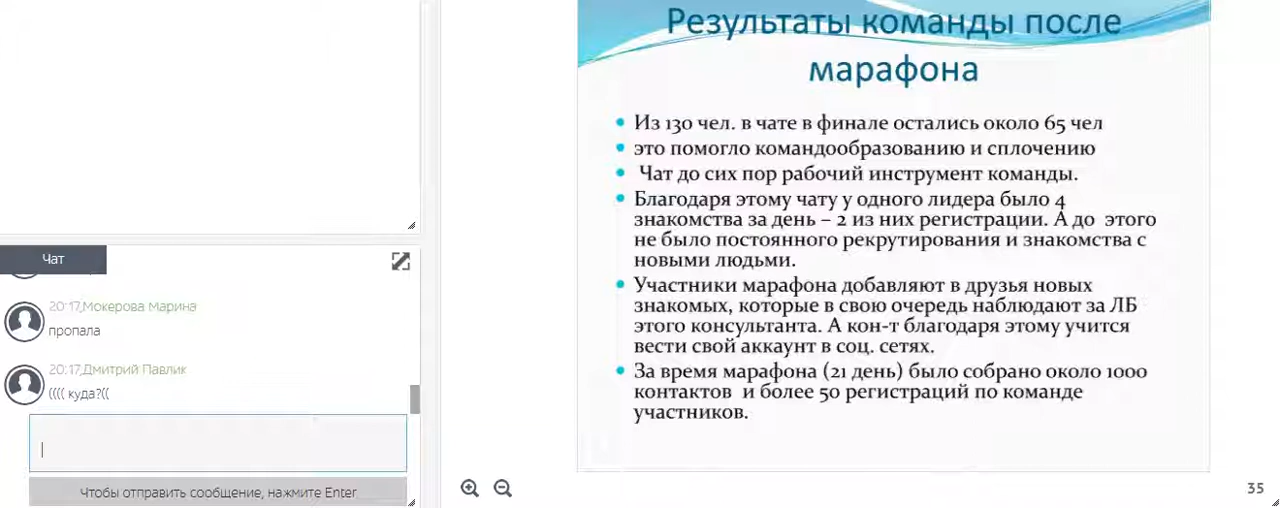 Чат
20:17,Мокерова Марина
пропала
20:17,Дмитрий Павлик
(((( куда?((
Чтобы отправить сообщение, нажмите Enter
Результаты команды после
марафона
Из 130 чел. в чате в финале остались около 65 чел
это помогло командообразованию и сплочению
Чат до сих пор рабочий инструмент команды.
Благодаря этому чату у одного лидера было 4
знакомства за день – 2 из них регистрации. А до этого
не было постоянного рекрутирования и знакомства с
новыми людьми.
Участники марафона добавляют в друзья новых
знакомых, которые в свою очередь наблюдают за ЛБ
этого консультанта. А кон-т благодаря этому учится
вести свой аккаунт в соц. сетях.
За время марафона (21 день) было собрано около 1000
контактов и более 50 регистраций по команде
участников.
35